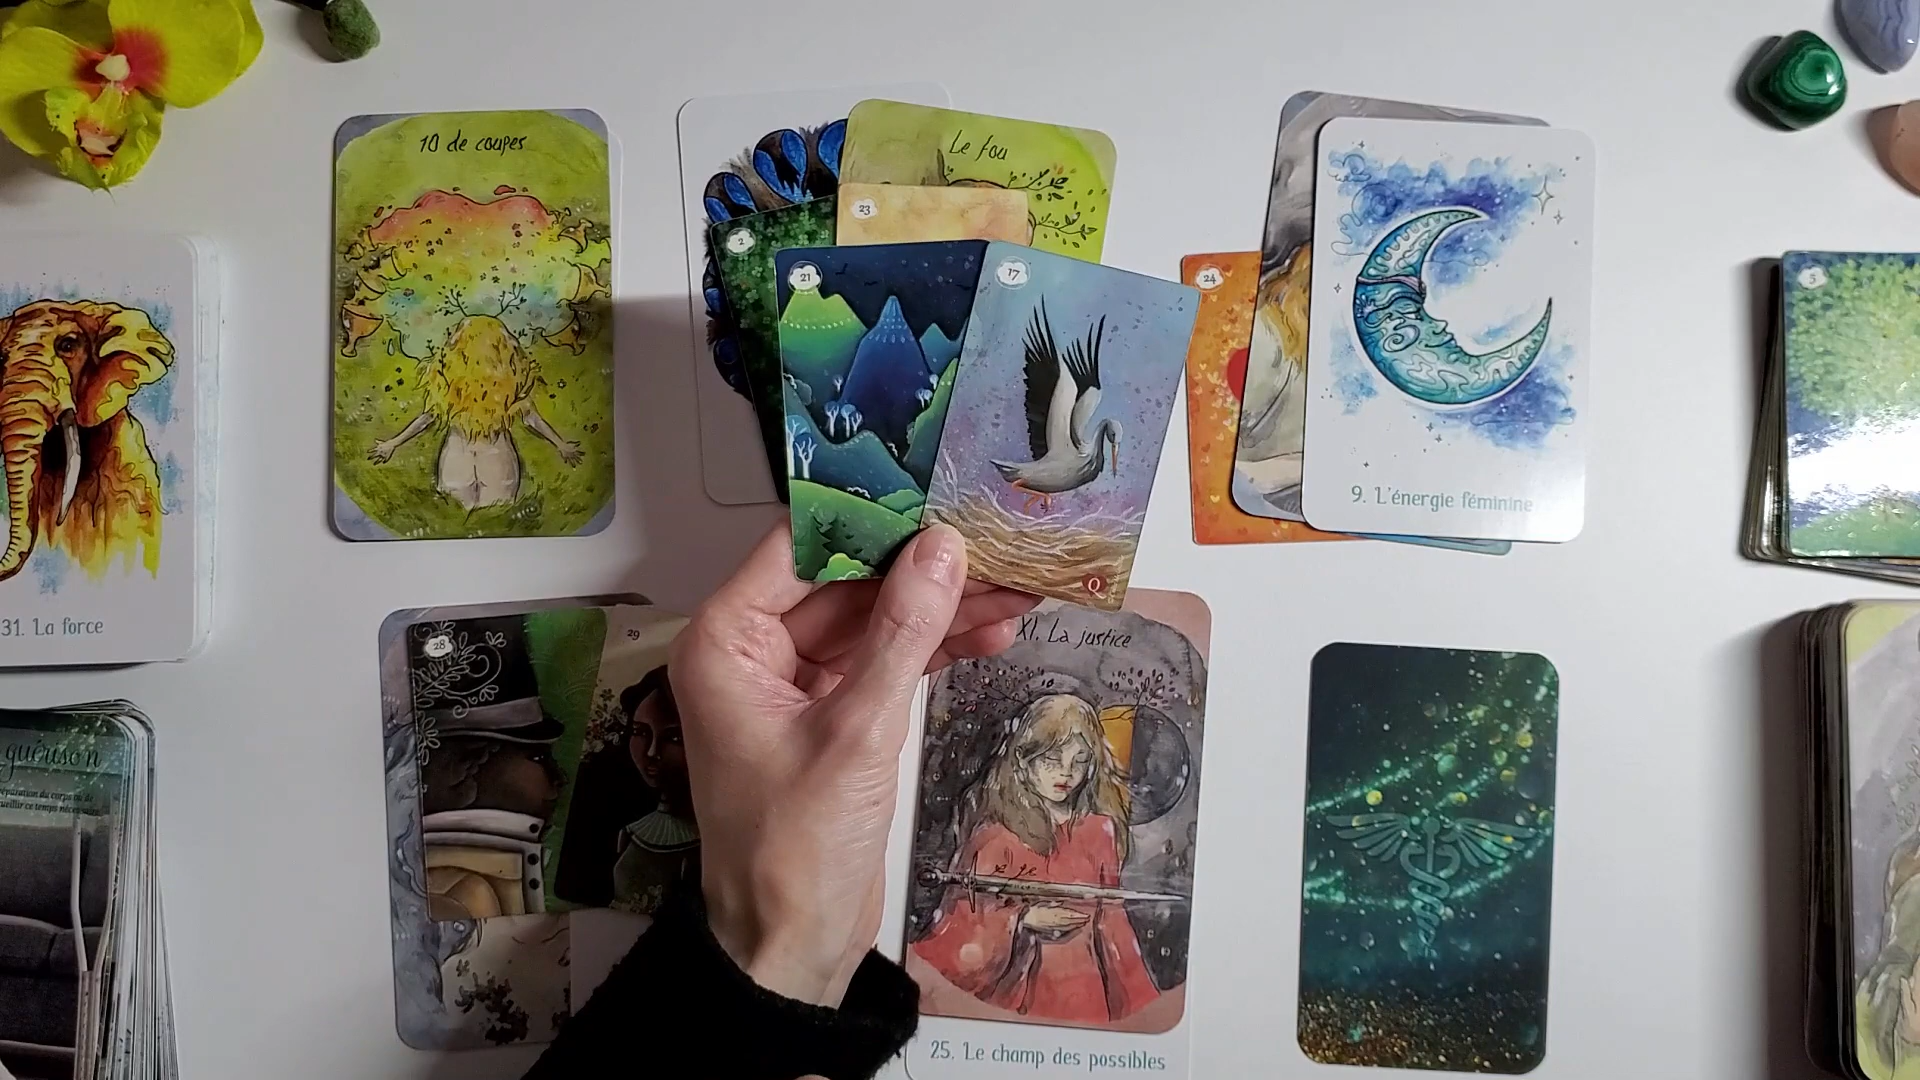 10 de coupes
Le fou
23
2
21
17
24
5
9. L'énergie féminine
Q
31. La force
28
29
XI. La justice
guérison
25. Le champ des possibles